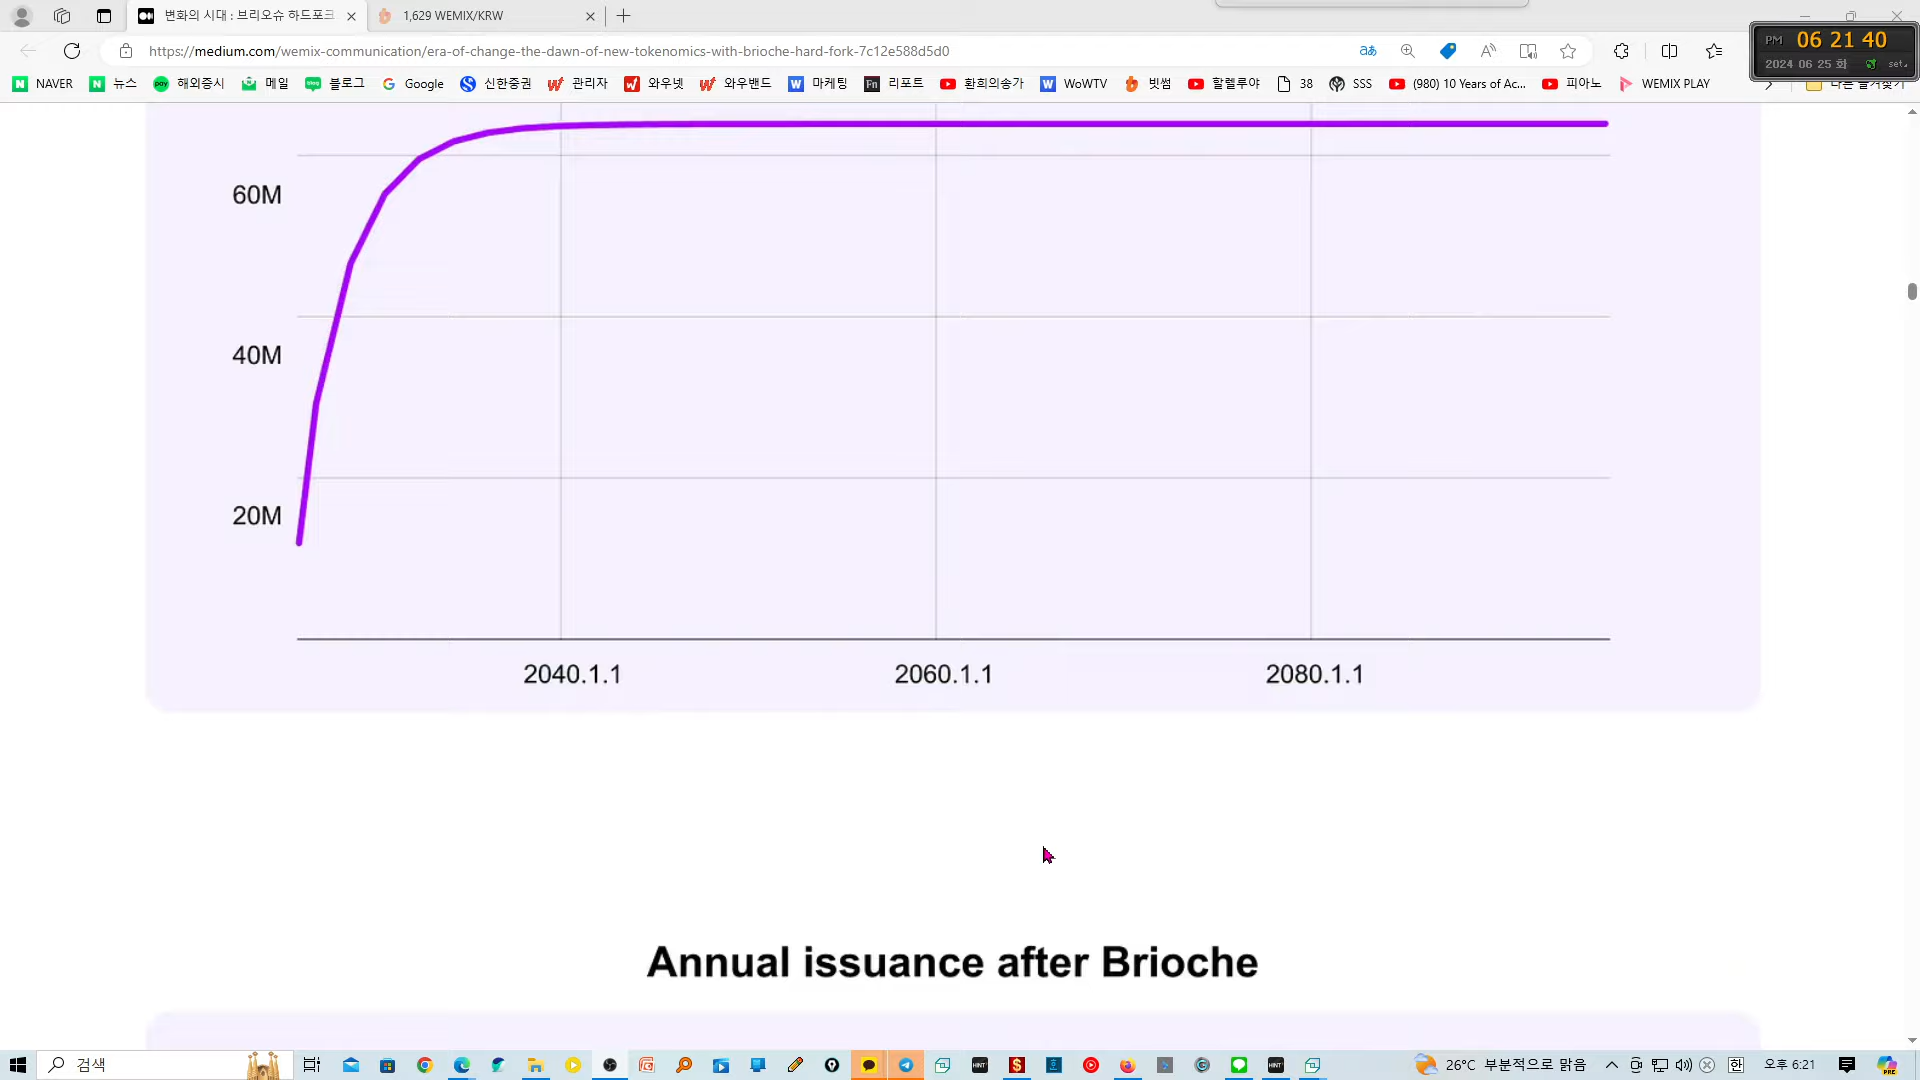 변화의 시대 : 브리오슈 하드포크
1,629 WEMIX/KRW
PM 06 21 40
2024 06 25 화 set.
https://medium.com/wemix-communication/era-of-change-the-dawn-of-new-tokenomics-with-brioche-hard-fork-7c12e588d5d0
NAVER 뉴스 해외증시 메일 블로그 Google 신한증권 관리자 와우넷 와우밴드 마케팅 리포트 환희의송가 WoWTV 빗썸 할렐루야 38 SSS (980) 10 Years of Ac... 피아노 WEMIX PLAY
60M
40M
20M
2040.1.1 2060.1.1 2080.1.1
Annual issuance after Brioche
검색 26°C 부분적으로 맑음 한 오후 6:21